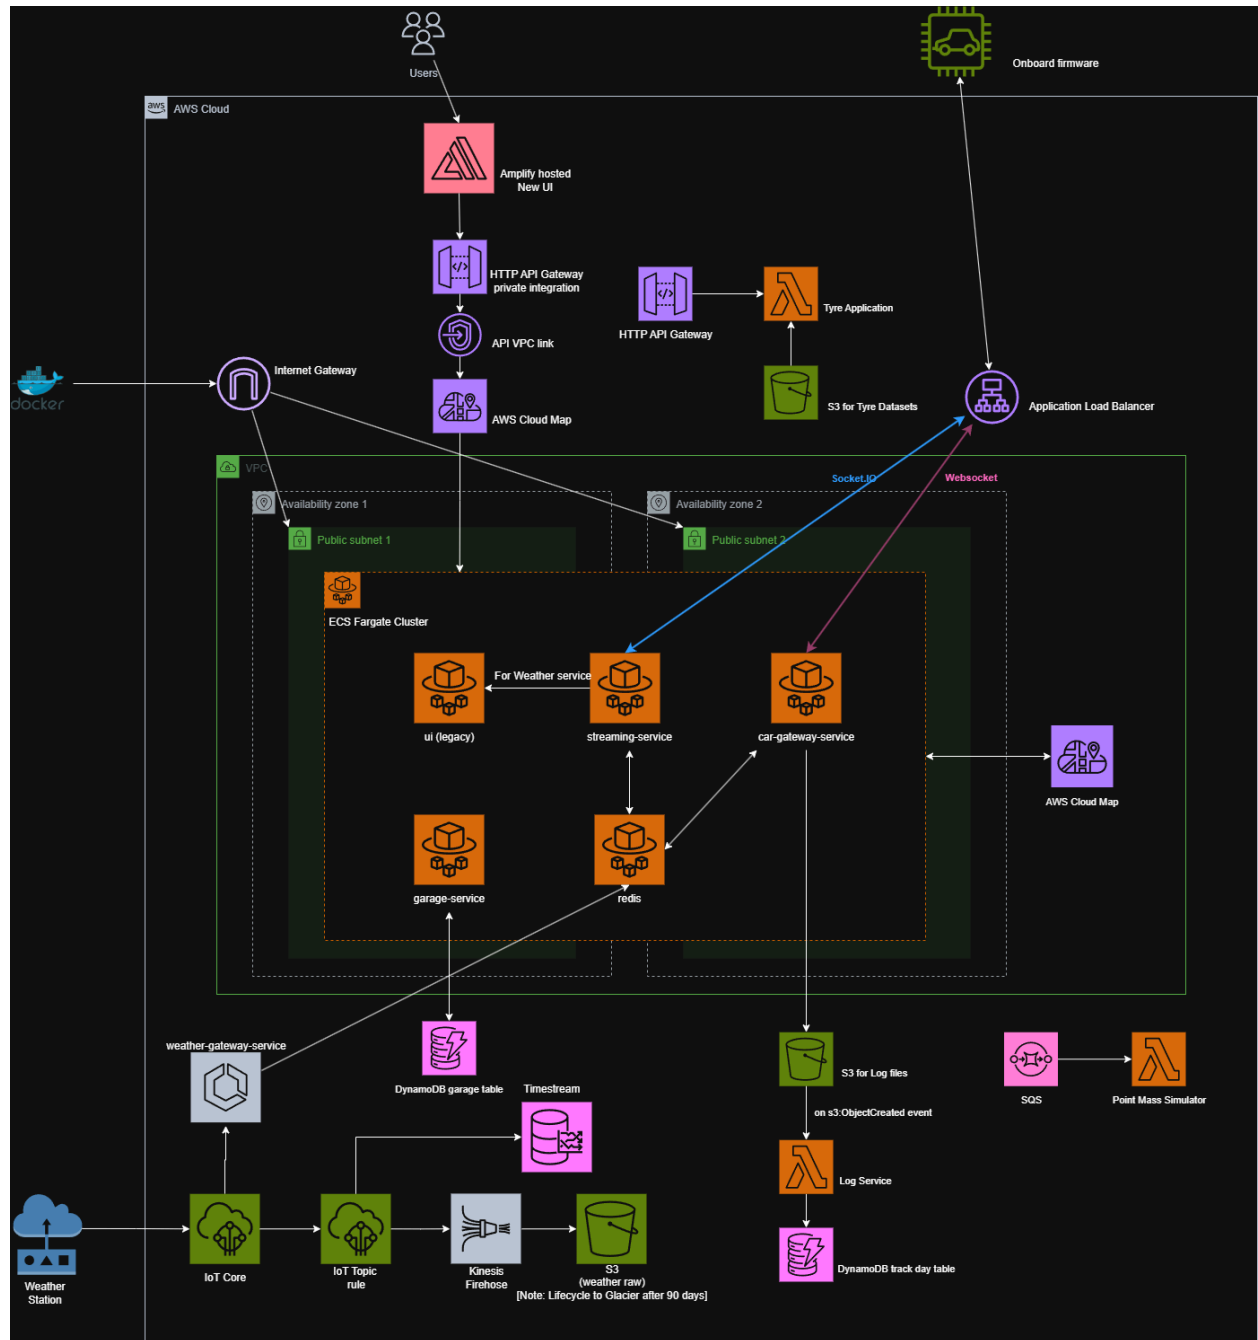 Users
Onboard firmware
aws
AWS Cloud
Amplify hosted
New UI
HTTP API Gateway
private integration
HTTP API Gateway
Tyre Application
API VPC link
docker
Internet Gateway
AWS Cloud Map
S3 for Tyre Datasets
Application Load Balancer
VPC
Socket.IO
Websocket
Availability zone 1
Availability zone 2
Public subnet 1
Public subnet 2
ECS Fargate Cluster
For Weather service
ui (legacy)
streaming-service
car-gateway-service
AWS Cloud Map
garage-service
redis
weather-gateway-service
DynamoDB garage table
Timestream
S3 for Log files
SQS
Point Mass Simulator
on s3:ObjectCreated event
Log Service
IoT Core
IoT Topic
rule
Kinesis
Firehose
S3
(weather raw)
[Note: Lifecycle to Glacier after 90 days]
DynamoDB track day table
Weather
Station